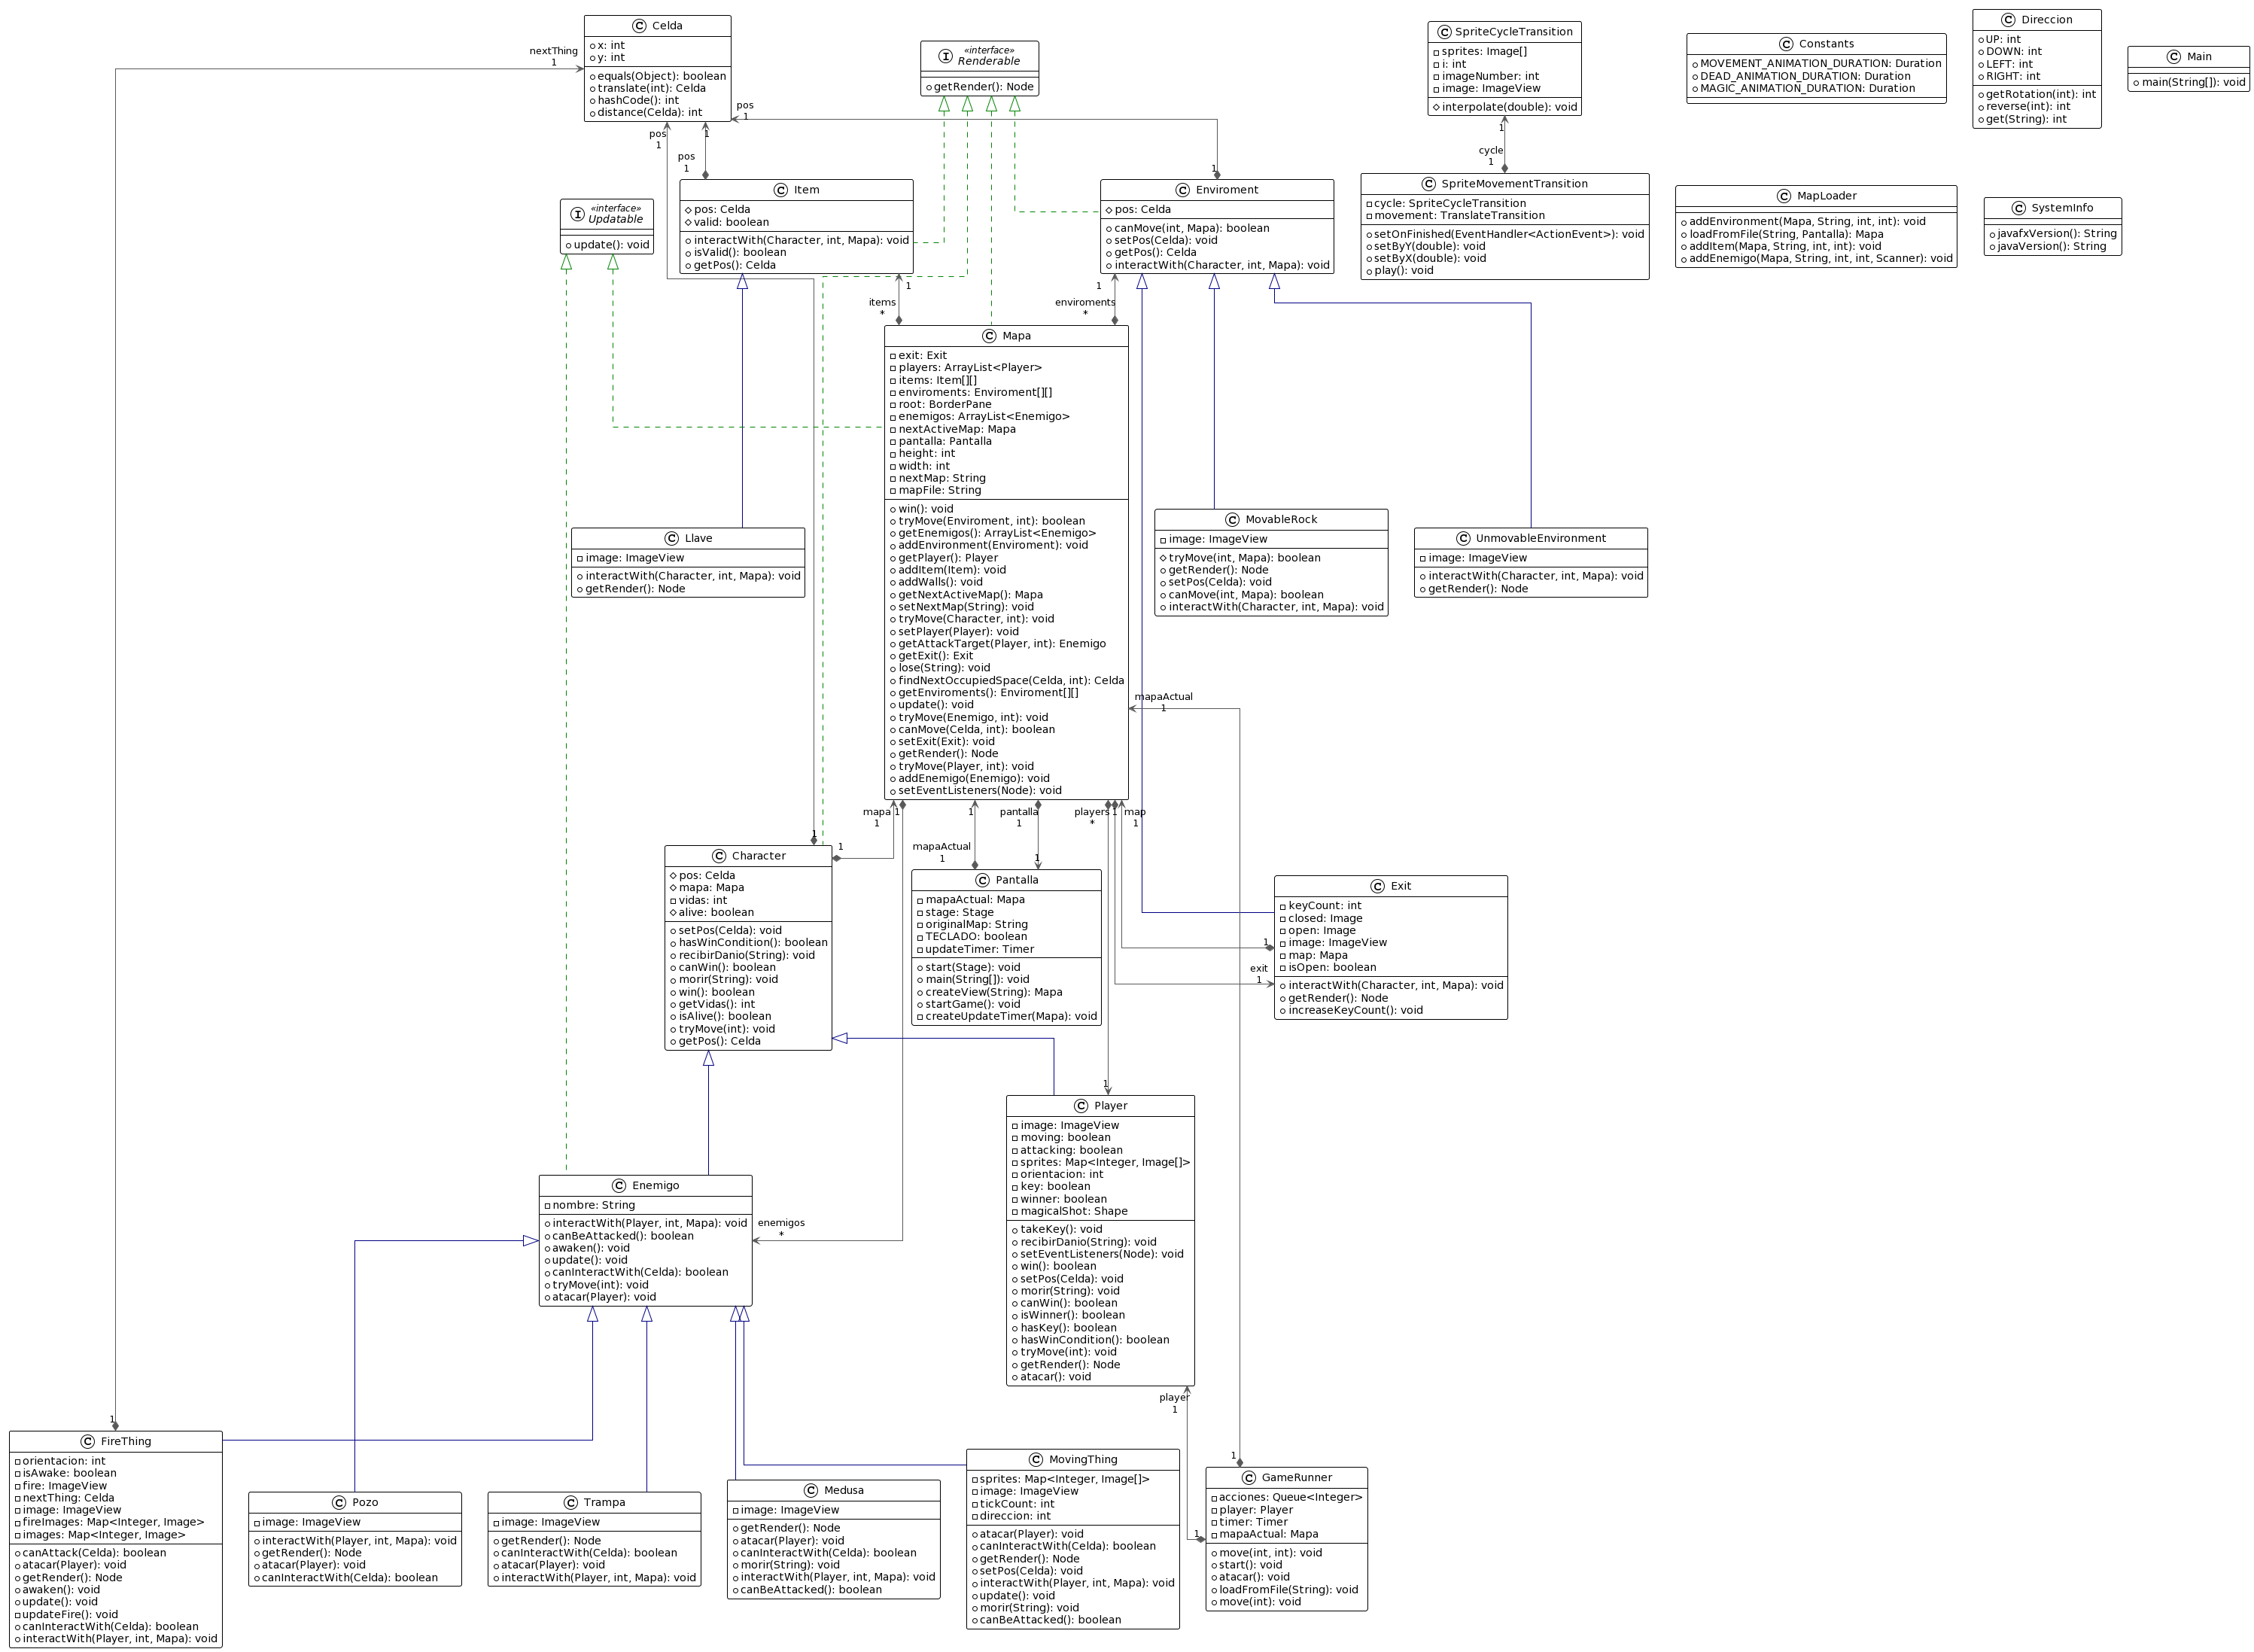 C Celda
x: int
y: int
equals(Object): boolean
translate(int): Celda
hashCode(): int
distance(Celda): int
nextThing
1
I «interface»
Renderable
getRender(): Node
C SpriteCycleTransition
sprites: Image[]
i: int
imageNumber: int
image: ImageView
interpolate(double): void
C Constants
MOVEMENT_ANIMATION_DURATION: Duration
DEAD_ANIMATION_DURATION: Duration
MAGIC_ANIMATION_DURATION: Duration
C Direccion
UP: int
DOWN: int
LEFT: int
RIGHT: int
getRotation(int): int
reverse(int): int
get(String): int
C Main
main(String[]): void
pos
1
pos
1
1
pos
1
1
1
cycle
1
I «interface»
Updatable
update(): void
C Item
pos: Celda
valid: boolean
interactWith(Character, int, Mapa): void
isValid(): boolean
getPos(): Celda
C Enviroment
pos: Celda
canMove(int, Mapa): boolean
setPos(Celda): void
getPos(): Celda
interactWith(Character, int, Mapa): void
C SpriteMovementTransition
cycle: SpriteCycleTransition
movement: TranslateTransition
setOnFinished(EventHandler<ActionEvent>): void
setByY(double): void
setByX(double): void
play(): void
C MapLoader
addEnvironment(Mapa, String, int, int): void
loadFromFile(String, Pantalla): Mapa
addItem(Mapa, String, int, int): void
addEnemigo(Mapa, String, int, int, Scanner): void
C SystemInfo
javafxVersion(): String
javaVersion(): String
1
items
*
1
enviroments
*
C Mapa
exit: Exit
players: ArrayList<Player>
items: Item[][]
enviroments: Enviroment[][]
root: BorderPane
enemigos: ArrayList<Enemigo>
nextActiveMap: Mapa
pantalla: Pantalla
height: int
width: int
nextMap: String
mapFile: String
win(): void
tryMove(Enviroment, int): boolean
getEnemigos(): ArrayList<Enemigo>
addEnvironment(Enviroment): void
getPlayer(): Player
addItem(Item): void
addWalls(): void
getNextActiveMap(): Mapa
setNextMap(String): void
tryMove(Character, int): void
setPlayer(Player): void
getAttackTarget(Player, int): Enemigo
getExit(): Exit
lose(String): void
findNextOccupiedSpace(Celda, int): Celda
getEnviroments(): Enviroment[][]
update(): void
tryMove(Enemigo, int): void
canMove(Celda, int): boolean
setExit(Exit): void
getRender(): Node
tryMove(Player, int): void
addEnemigo(Enemigo): void
setEventListeners(Node): void
C Llave
image: ImageView
interactWith(Character, int, Mapa): void
getRender(): Node
C MovableRock
image: ImageView
tryMove(int, Mapa): boolean
getRender(): Node
setPos(Celda): void
canMove(int, Mapa): boolean
interactWith(Character, int, Mapa): void
C UnmovableEnvironment
image: ImageView
interactWith(Character, int, Mapa): void
getRender(): Node
mapaActual
1
mapa
1
1
1
mapaActual
1
pantalla
1
1
players
*
1
map
1
1
1
C Character
pos: Celda
mapa: Mapa
vidas: int
alive: boolean
setPos(Celda): void
hasWinCondition(): boolean
recibirDanio(String): void
canWin(): boolean
morir(String): void
win(): boolean
getVidas(): int
isAlive(): boolean
tryMove(int): void
getPos(): Celda
C Pantalla
mapaActual: Mapa
stage: Stage
originalMap: String
TECLADO: boolean
updateTimer: Timer
start(Stage): void
main(String[]): void
createView(String): Mapa
startGame(): void
createUpdateTimer(Mapa): void
1
exit
1
C Exit
keyCount: int
closed: Image
open: Image
image: ImageView
map: Mapa
isOpen: boolean
interactWith(Character, int, Mapa): void
getRender(): Node
increaseKeyCount(): void
1
C Player
image: ImageView
moving: boolean
attacking: boolean
sprites: Map<Integer, Image[]>
orientacion: int
key: boolean
winner: boolean
magicalShot: Shape
takeKey(): void
recibirDanio(String): void
setEventListeners(Node): void
win(): boolean
setPos(Celda): void
morir(String): void
canWin(): boolean
isWinner(): boolean
hasKey(): boolean
hasWinCondition(): boolean
tryMove(int): void
getRender(): Node
atacar(): void
C Enemigo
nombre: String
interactWith(Player, int, Mapa): void
canBeAttacked(): boolean
awaken(): void
update(): void
canInteractWith(Celda): boolean
tryMove(int): void
atacar(Player): void
enemigos
*
player
1
1
C FireThing
orientacion: int
isAwake: boolean
fire: ImageView
nextThing: Celda
image: ImageView
fireImages: Map<Integer, Image>
images: Map<Integer, Image>
canAttack(Celda): boolean
atacar(Player): void
getRender(): Node
awaken(): void
update(): void
updateFire(): void
canInteractWith(Celda): boolean
interactWith(Player, int, Mapa): void
C Pozo
image: ImageView
interactWith(Player, int, Mapa): void
getRender(): Node
atacar(Player): void
canInteractWith(Celda): boolean
C Trampa
image: ImageView
getRender(): Node
canInteractWith(Celda): boolean
atacar(Player): void
interactWith(Player, int, Mapa): void
C Medusa
image: ImageView
getRender(): Node
atacar(Player): void
canInteractWith(Celda): boolean
morir(String): void
interactWith(Player, int, Mapa): void
canBeAttacked(): boolean
C MovingThing
sprites: Map<Integer, Image[]>
image: ImageView
tickCount: int
direccion: int
atacar(Player): void
canInteractWith(Celda): boolean
getRender(): Node
setPos(Celda): void
interactWith(Player, int, Mapa): void
update(): void
morir(String): void
canBeAttacked(): boolean
1
1
C GameRunner
acciones: Queue<Integer>
player: Player
timer: Timer
mapaActual: Mapa
move(int, int): void
start(): void
atacar(): void
loadFromFile(String): void
move(int): void